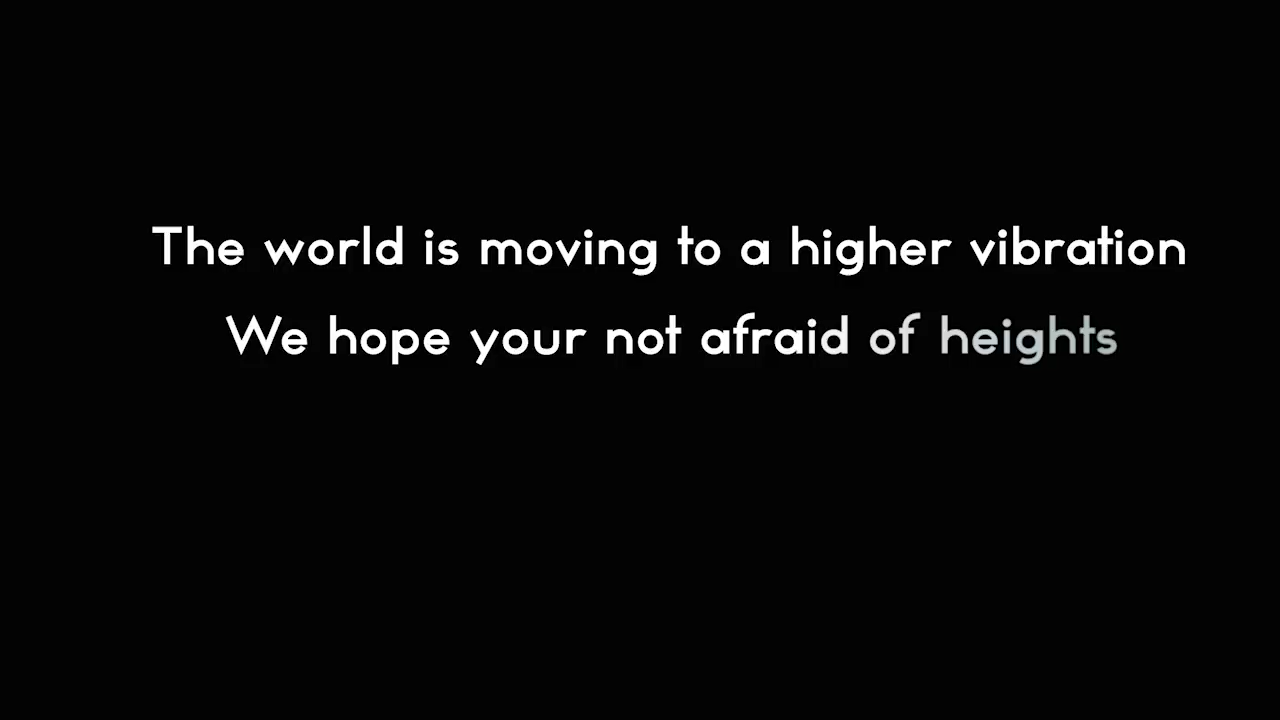 The world is moving to a higher vibration
We hope your not afraid of heights